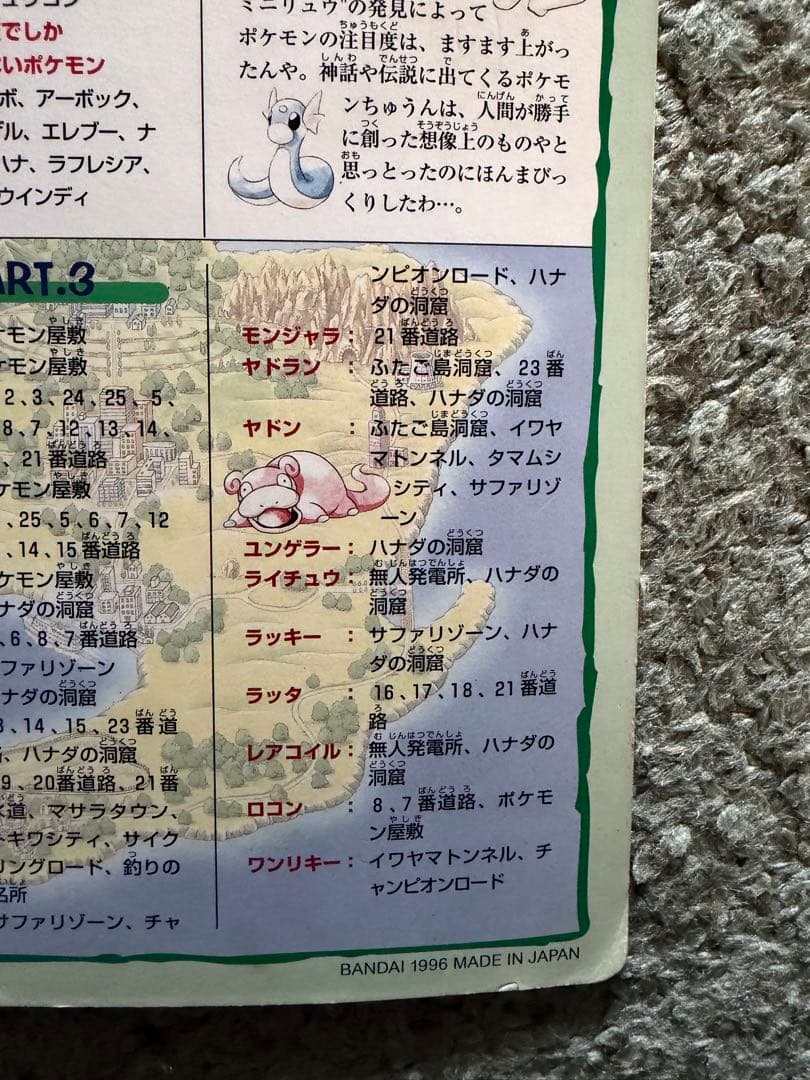 でしか
いポケモン
ボ、アーボック、
ゲル、エレブー、ナ
ハナ、ラフレシア、
ウインディ
ミニリュウ"の発見によって
ポケモンの注目度は、ますます上がっ
たんや。神話や伝説に出てくるポケモ
ンちゅうんは、人間が勝手
に創った想像上のものやと
思っとったのにほんまびっ
くりしたわ…。
ART.3
ケモン屋敷
ケモン屋敷
2、3、24、25、5、
8、7、12、13、14、
、21番道路
ケモン屋敷
、25、5、6、7、12
、14、15番道路
ケモン屋敷
ナダの洞窟
、6、8、7番道路
ファリゾーン
ナダの洞窟
3、14、15、23番道
、ハナダの洞窟
9、20番道路、21番
水道、マサラタウン、
トキワシティ、サイク
リングロード、釣りの
名所
サファリゾーン、チャ
ンピオンロード、ハナ
ダの洞窟
モンジャラ：21番道路
ヤドラン：ふたご島洞窟、23番
道路、ハナダの洞窟
ヤドン：ふたご島洞窟、イワヤ
マトンネル、タマムシ
シティ、サファリゾ
ーン
ユンゲラー：ハナダの洞窟
ライチュウ：無人発電所、ハナダの
洞窟
ラッキー：サファリゾーン、ハナ
ダの洞窟
ラッタ：16、17、18、21番道
路
レアコイル：無人発電所、ハナダの
洞窟
ロコン：8、7番道路、ポケモ
ン屋敷
ワンリキー：イワヤマトンネル、チ
ャンピオンロード
BANDAI 1996 MADE IN JAPAN